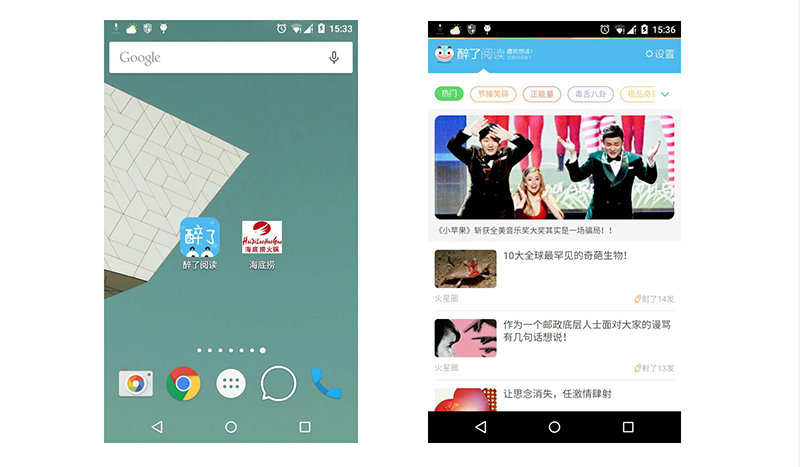 15:33
Google
醉了
醉了阅读
HaiDiLaoHuoGuo
海底捞火锅
海底捞
15:36
醉了阅读
逼我想读!
设置
热门
节操笑碎
正能量
毒舌八卦
极品奇
《小苹果》斩获全美音乐奖大奖其实是一场骗局！！
10大全球最罕见的奇葩生物！
火星圈
射了14发
作为一个邮政底层人士面对大家的谩骂
有几句话想说！
火星圈
射了13发
让思念消失，任激情肆射